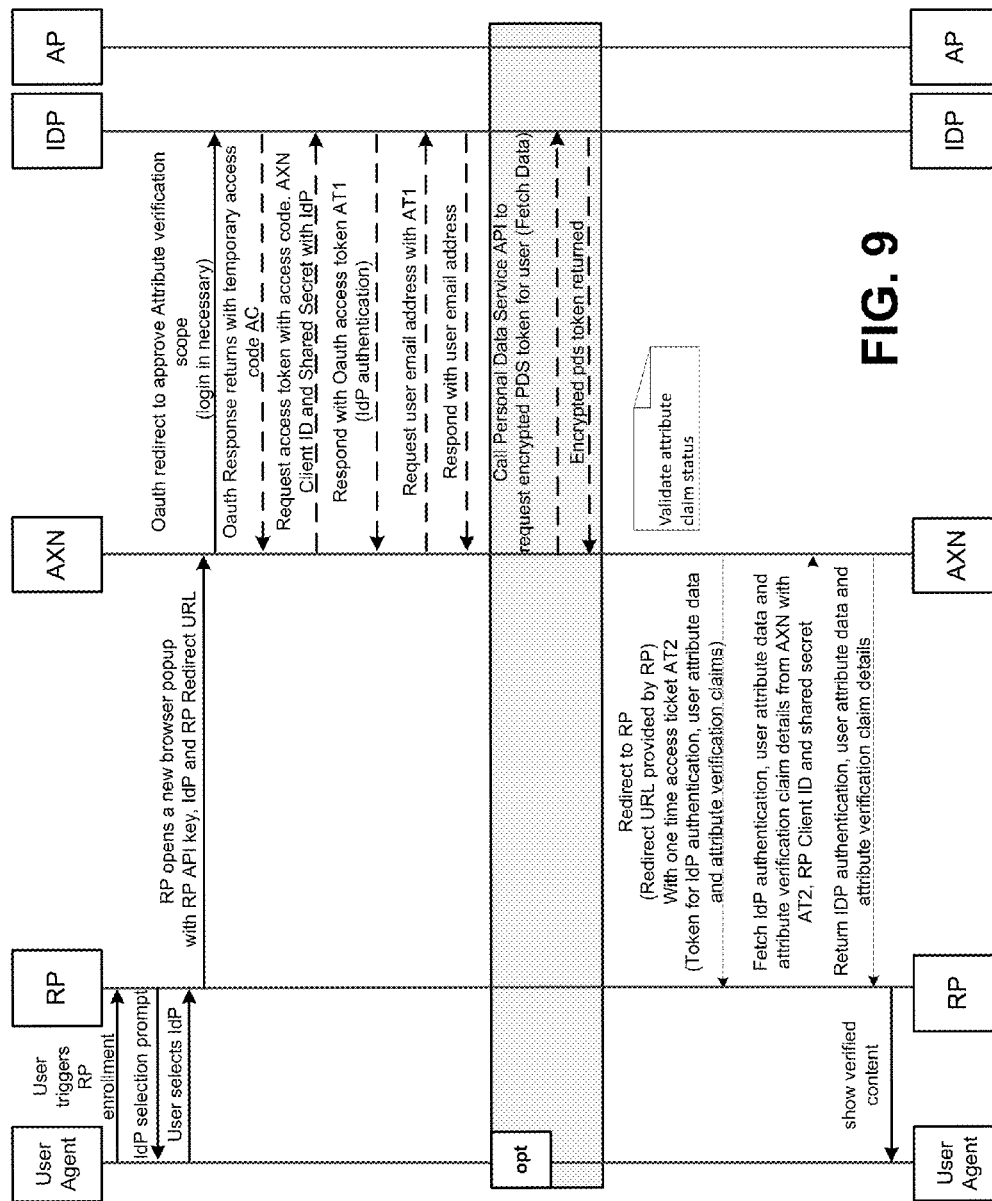 User
Agent
RP
AXN
IDP
AP
User
triggers
RP
enrollment
IdP selection prompt
User selects IdP
RP opens a new browser popup
with RP API key, IdP and RP Redirect URL
Oauth redirect to approve Attribute verification
scope
(login in necessary)
Oauth Response returns with temporary access
code AC
Request access token with access code. AXN
Client ID and Shared Secret with IdP
Respond with Oauth access token AT1
(IdP authentication)
Request user email address with AT1
Respond with user email address
opt
Call Personal Data Service API to
request encrypted PDS token for user (Fetch Data)
Encrypted pds token returned
Validate attribute
claim status
Redirect to RP
(Redirect URL provided by RP)
With one time access ticket AT2
(Token for IdP authentication, user attribute data
and attribute verification claims)
Fetch IdP authentication, user attribute data and
attribute verification claim details from AXN with
AT2, RP Client ID and shared secret
Return IDP authentication, user attribute data and
attribute verification claim details
show verified
content
User
Agent
RP
AXN
IDP
AP
FIG. 9